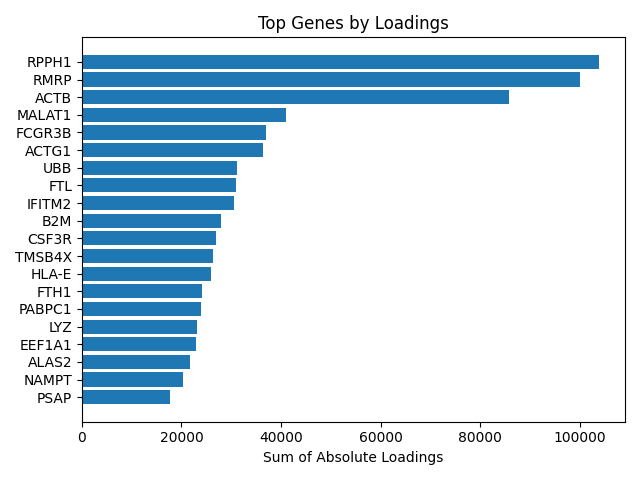 Top Genes by Loadings
RPPH1
RMRP
ACTB
MALAT1
FCGR3B
ACTG1
UBB
FTL
IFITM2
B2M
CSF3R
TMSB4X
HLA-E
FTH1
PABPC1
LYZ
EEF1A1
ALAS2
NAMPT
PSAP
0 20000 40000 60000 80000 100000
Sum of Absolute Loadings